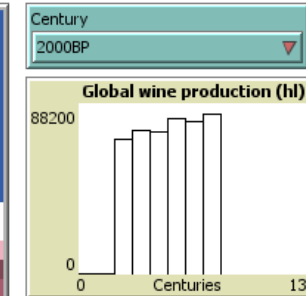 Century
2000BP
Global wine production (hl)
88200
0
0 Centuries 13